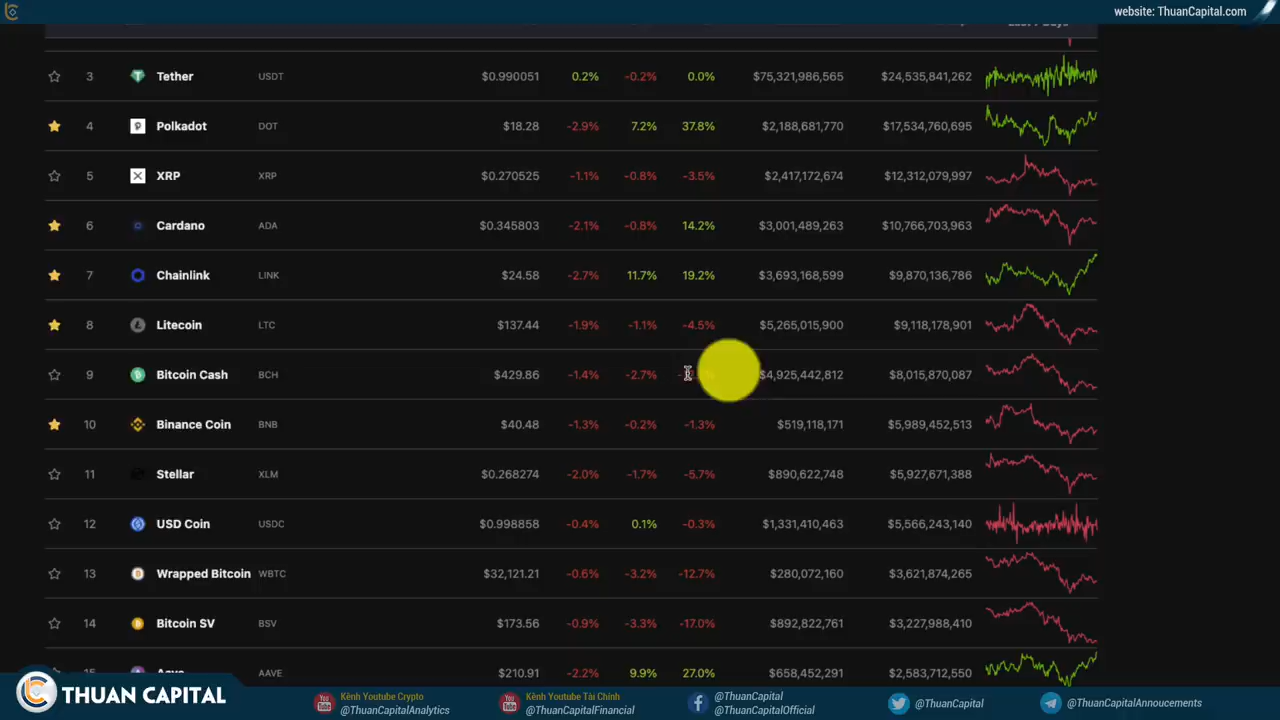 website: ThuanCapital.com
3 Tether USDT $0.990051 0.2% -0.2% 0.0% $75,321,986,565 $24,535,841,262
4 Polkadot DOT $18.28 -2.9% 7.2% 37.8% $2,188,681,770 $17,534,760,695
5 XRP XRP $0.270525 -1.1% -0.8% -3.5% $2,417,172,674 $12,312,079,997
6 Cardano ADA $0.345803 -2.1% -0.8% 14.2% $3,001,489,263 $10,766,703,963
7 Chainlink LINK $24.58 -2.7% 11.7% 19.2% $3,693,168,599 $9,870,136,786
8 Litecoin LTC $137.44 -1.9% -1.1% -4.5% $5,265,015,900 $9,118,178,901
9 Bitcoin Cash BCH $429.86 -1.4% -2.7% $4,925,442,812 $8,015,870,087
10 Binance Coin BNB $40.48 -1.3% -0.2% -1.3% $519,118,171 $5,989,452,513
11 Stellar XLM $0.268274 -2.0% -1.7% -5.7% $890,622,748 $5,927,671,388
12 USD Coin USDC $0.998858 -0.4% 0.1% -0.3% $1,331,410,463 $5,566,243,140
13 Wrapped Bitcoin WBTC $32,121.21 -0.6% -3.2% -12.7% $280,072,160 $3,621,874,265
14 Bitcoin SV BSV $173.56 -0.9% -3.3% -17.0% $892,822,761 $3,227,988,410
15 Aave AAVE $210.91 -2.2% 9.9% 27.0% $658,452,291 $2,583,712,550
THUAN CAPITAL
Kênh Youtube Crypto
@ThuanCapitalAnalytics
Kênh Youtube Tài Chính
@ThuanCapitalFinancial
@ThuanCapital
@ThuanCapitalOfficial
@ThuanCapital
@ThuanCapitalAnnoucements